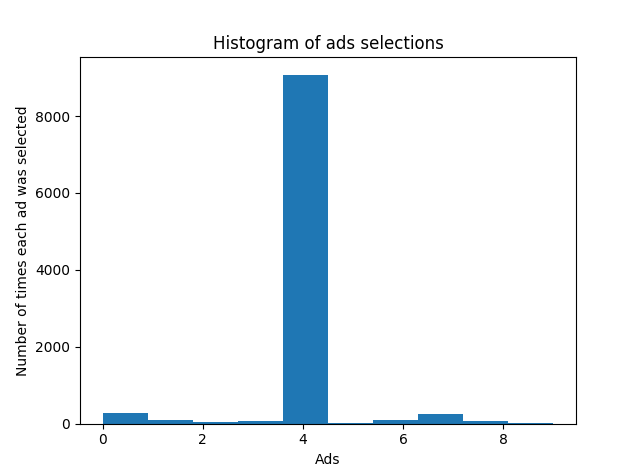 Histogram of ads selections
Number of times each ad was selected
8000
6000
4000
2000
0
0 2 4 6 8
Ads